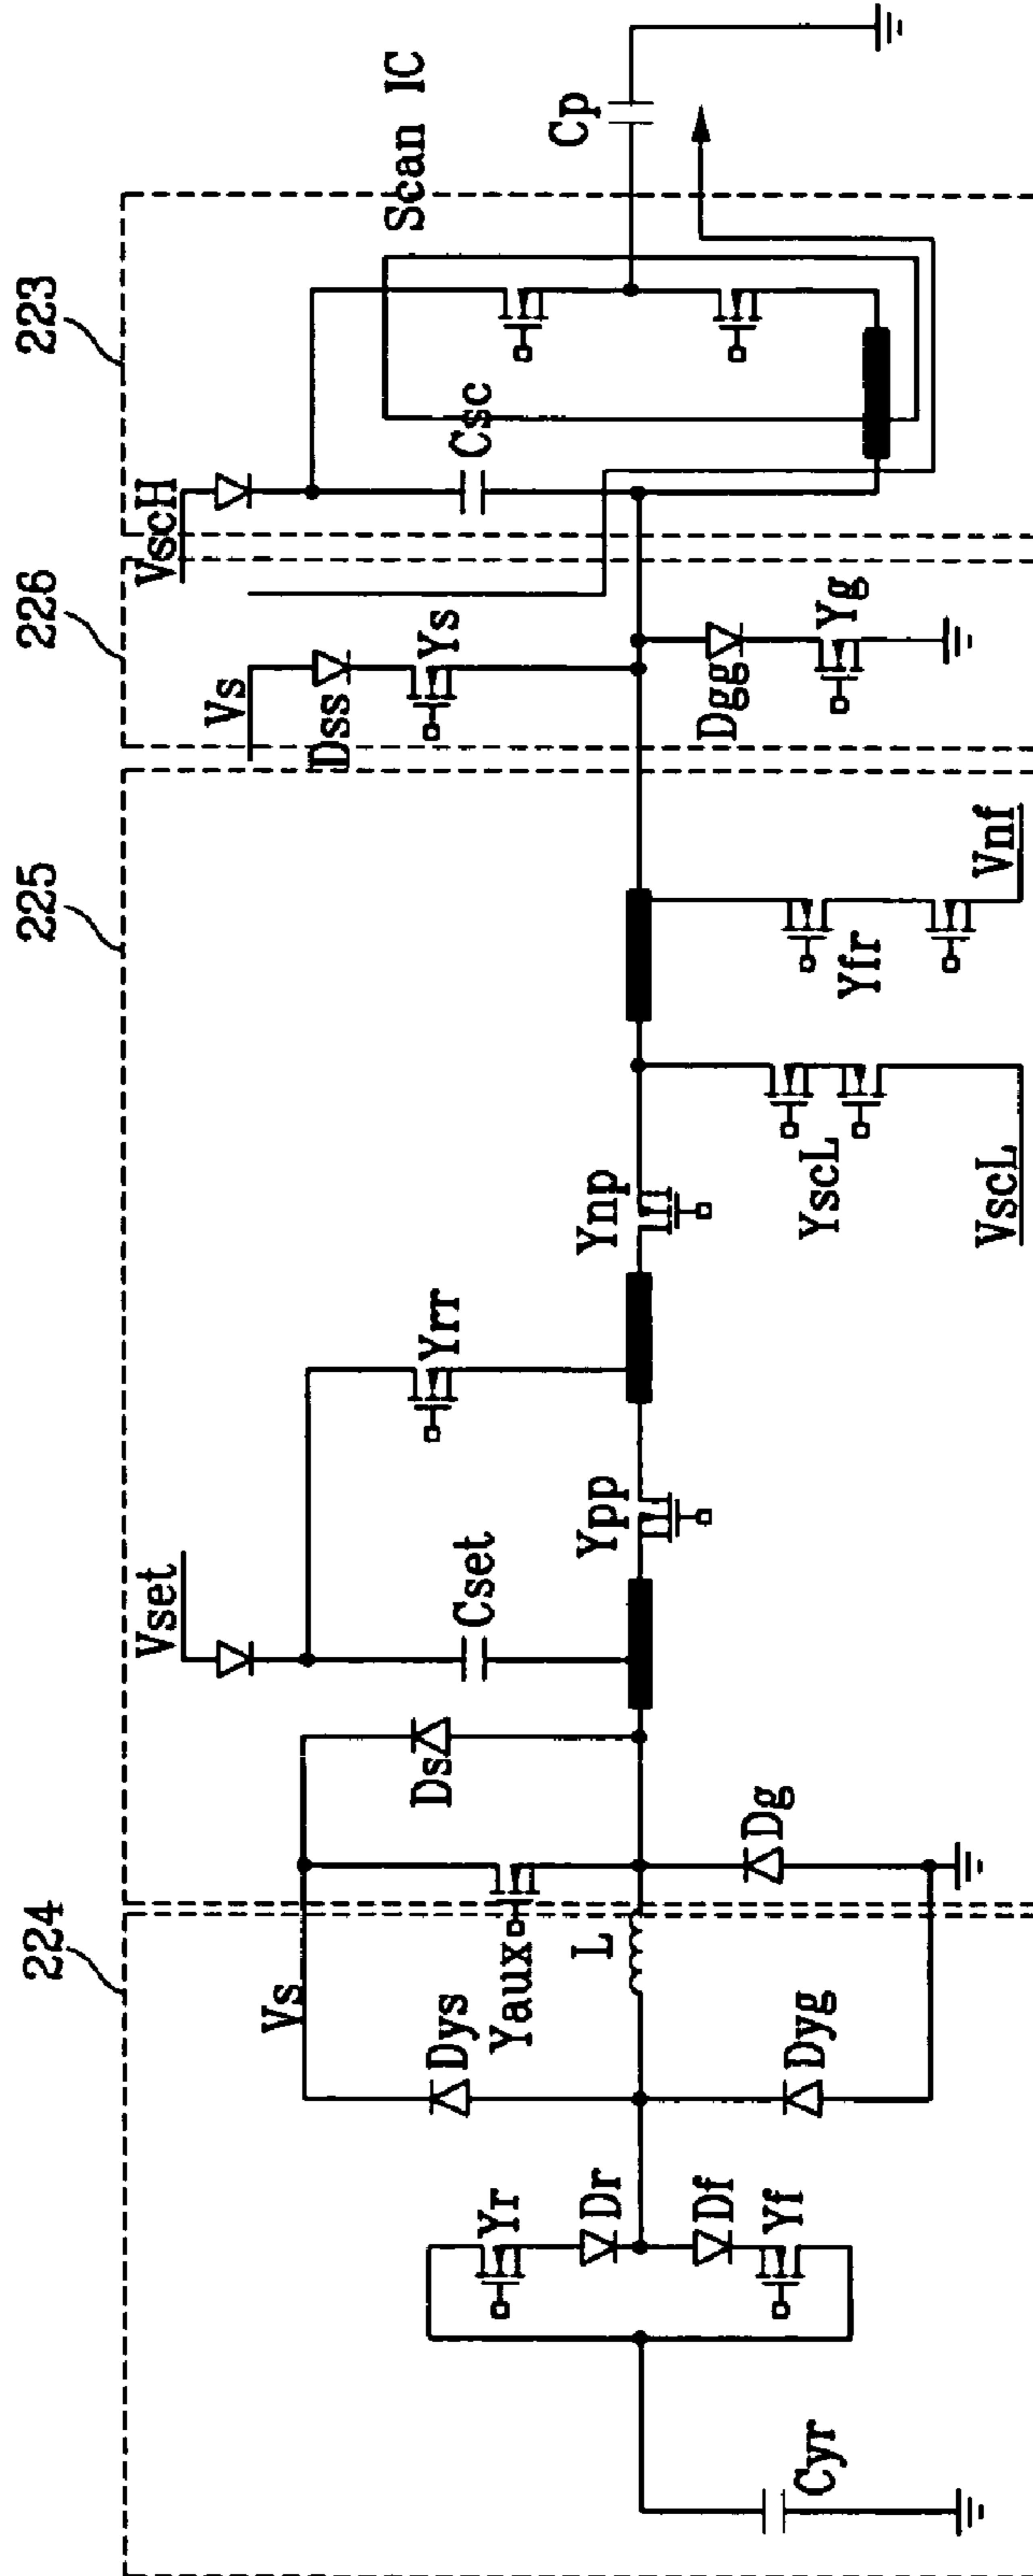 224
225
226
223
Vs
Vset
Vs
VscH
Scan IC
Yr
Dys
Yaux
Ds
Cset
Yrr
Dss
Ys
Csc
Dr
L
Ypp
Ynp
Cp
Df
Yf
Dyg
Dg
YscL
Yfr
Dgg
Yg
Cyr
VscL
Vnf